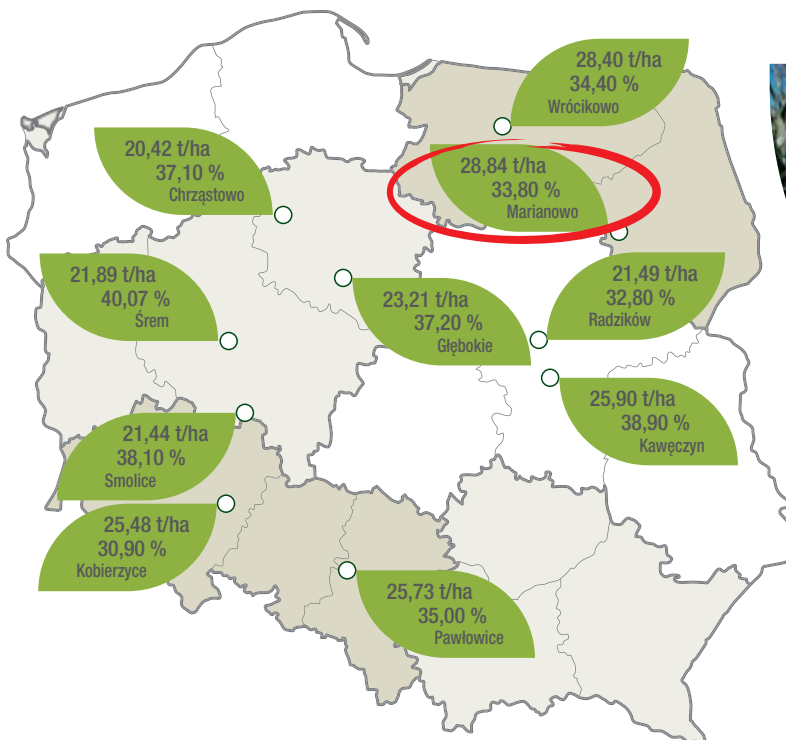 28,40 t/ha
34,40 %
Wrócikowo
20,42 t/ha
37,10 %
Chrząstowo
28,84 t/ha
33,80 %
Marianowo
21,89 t/ha
40,07 %
Śrem
23,21 t/ha
37,20 %
Głębokie
21,49 t/ha
32,80 %
Radzików
25,90 t/ha
38,90 %
Kawęczyn
21,44 t/ha
38,10 %
Smolice
25,48 t/ha
30,90 %
Kobierzyce
25,73 t/ha
35,00 %
Pawłowice